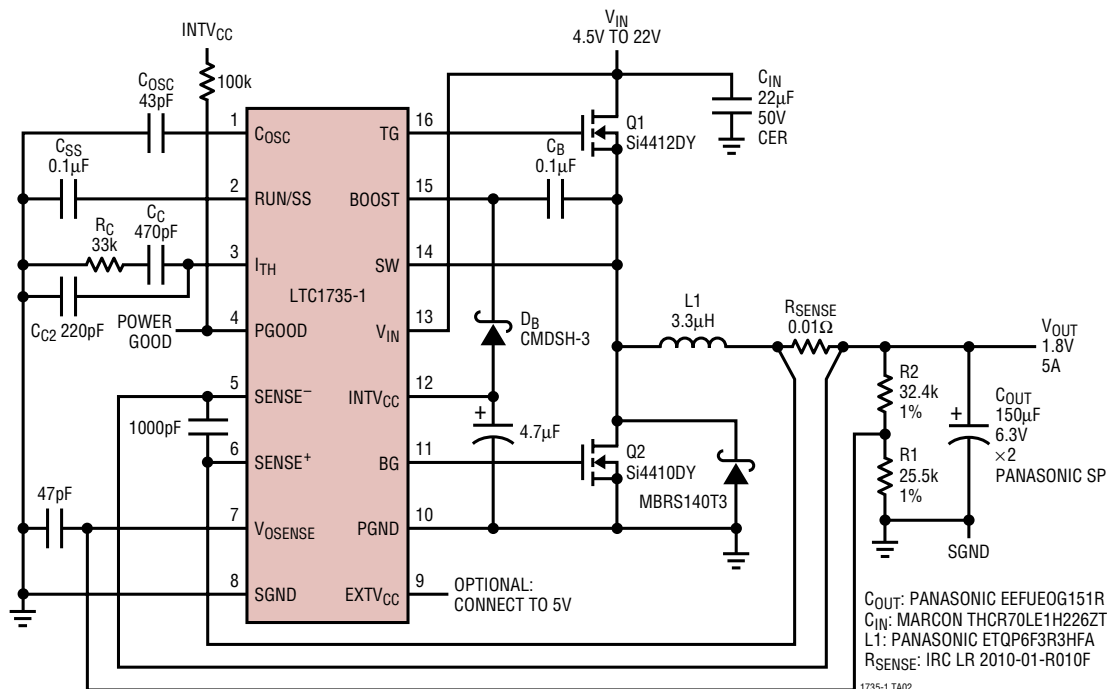 INTVCC
100k
COSC
43pF
CSS
0.1µF
RC
33k
CC
470pF
CC2 220pF
POWER
GOOD
1000pF
47pF
1
2
3
4
5
6
7
8
COSC
RUN/SS
ITH
PGOOD
SENSE–
SENSE+
VOSENSE
SGND
LTC1735-1
TG
BOOST
SW
VIN
INTVCC
BG
PGND
EXTVCC
16
15
14
13
12
11
10
9
OPTIONAL:
CONNECT TO 5V
VIN
4.5V TO 22V
CIN
22µF
50V
CER
Q1
Si4412DY
CB
0.1µF
DB
CMDSH-3
+
4.7µF
L1
3.3µH
RSENSE
0.01Ω
Q2
Si4410DY
MBRS140T3
VOUT
1.8V
5A
R2
32.4k
1%
R1
25.5k
1%
+
COUT
150µF
6.3V
×2
PANASONIC SP
SGND
COUT: PANASONIC EEFUEOG151R
CIN: MARCON THCR70LE1H226ZT
L1: PANASONIC ETQP6F3R3HFA
RSENSE: IRC LR 2010-01-R010F
1735-1 TA02